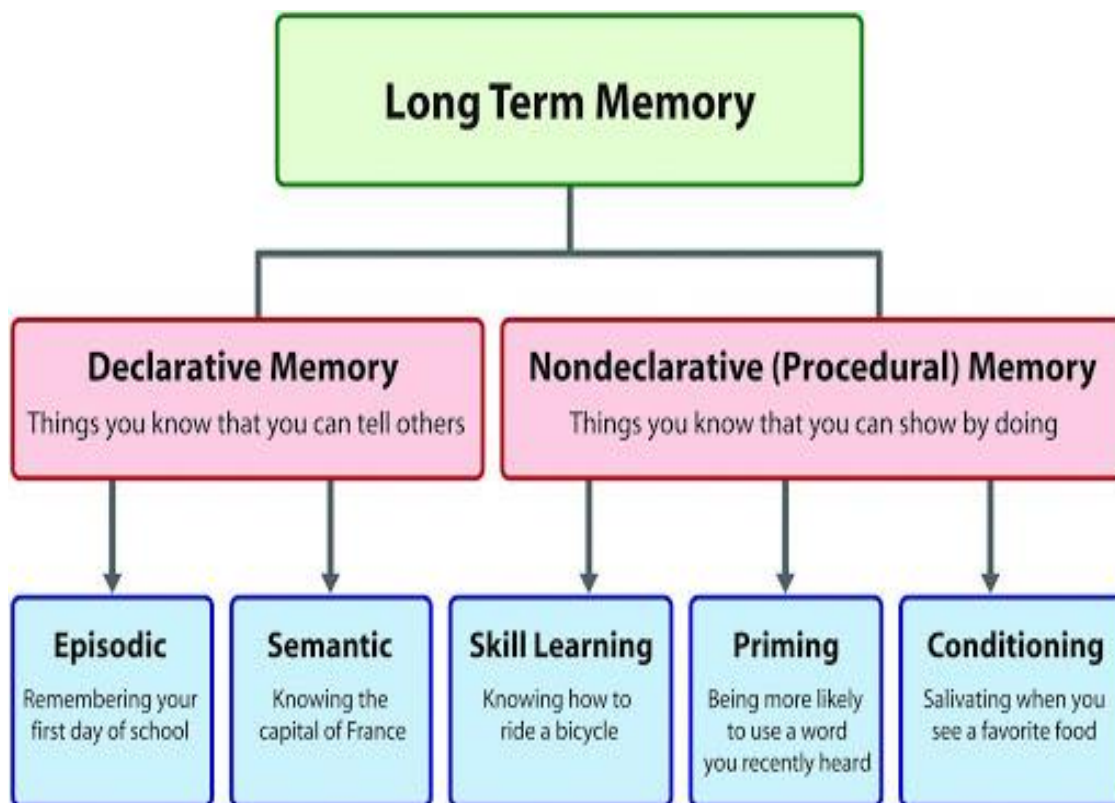 Long Term Memory
Declarative Memory
Things you know that you can tell others
Nondeclarative (Procedural) Memory
Things you know that you can show by doing
Episodic
Remembering your
first day of school
Semantic
Knowing the
capital of France
Skill Learning
Knowing how to
ride a bicycle
Priming
Being more likely
to use a word
you recently heard
Conditioning
Salivating when you
see a favorite food